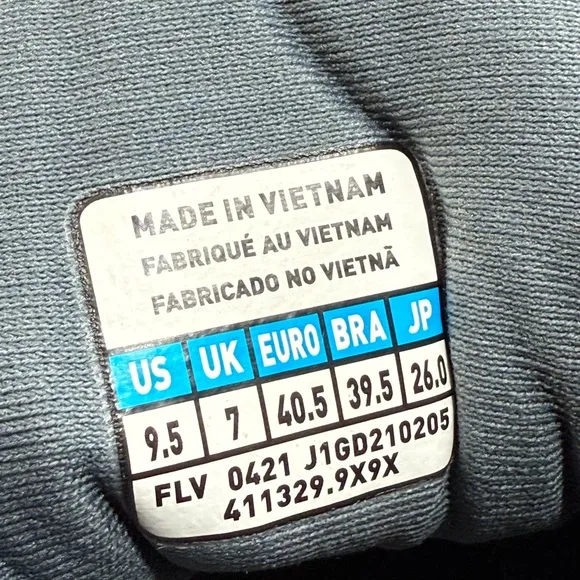 MADE IN VIETNAM
FABRIQUÉ AU VIETNAM
FABRICADO NO VIETNÃ
US UK EURO BRA JP
9.5 7 40.5 39.5 26.0
FLV 0421 J1GD210205
411329.9X9X